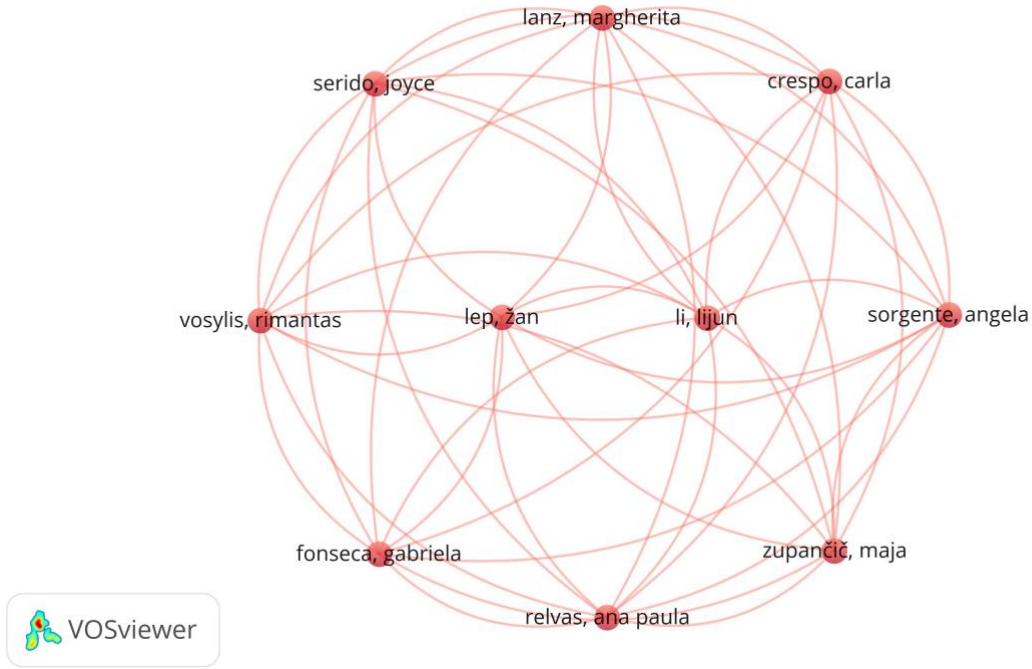 lanz, margherita
serido, joyce
crespo, carla
vosylis, rimantas
lep, žan
li, lijun
sorgente, angela
fonseca, gabriela
zupančič, maja
relvas, ana paula
VOSviewer